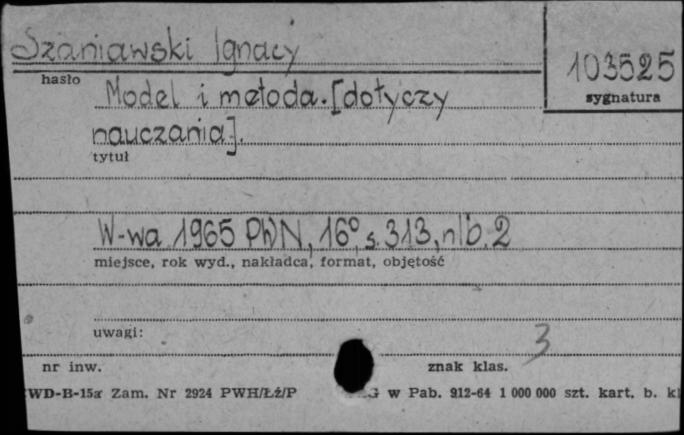 Szaniawski Ignacy
103525
hasło
sygnatura
Model i metoda. [dotyczy
nauczania].
tytuł
W-wa 1965 PWN, 16°, s. 313, nlb. 2
miejsce, rok wyd., nakładca, format, objętość
uwagi:
3
nr inw.
znak klas.
WD-B-15a Zam. Nr 2924 PWH/Łź/P G w Pab. 912-64 1 000 000 szt. kart. b. kl